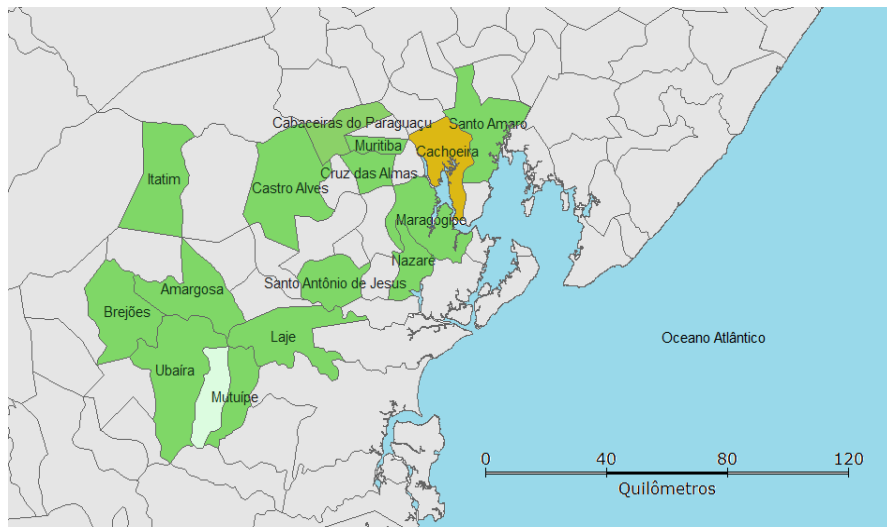 Cabaceiras do Paraguaçu
Santo Amaro
Muritiba
Cachoeira
Itatim
Castro Alves
Cruz das Almas
Maragogipe
Nazaré
Santo Antônio de Jesus
Amargosa
Brejões
Laje
Oceano Atlântico
Ubaíra
Mutuípe
0 40 80 120
Quilômetros